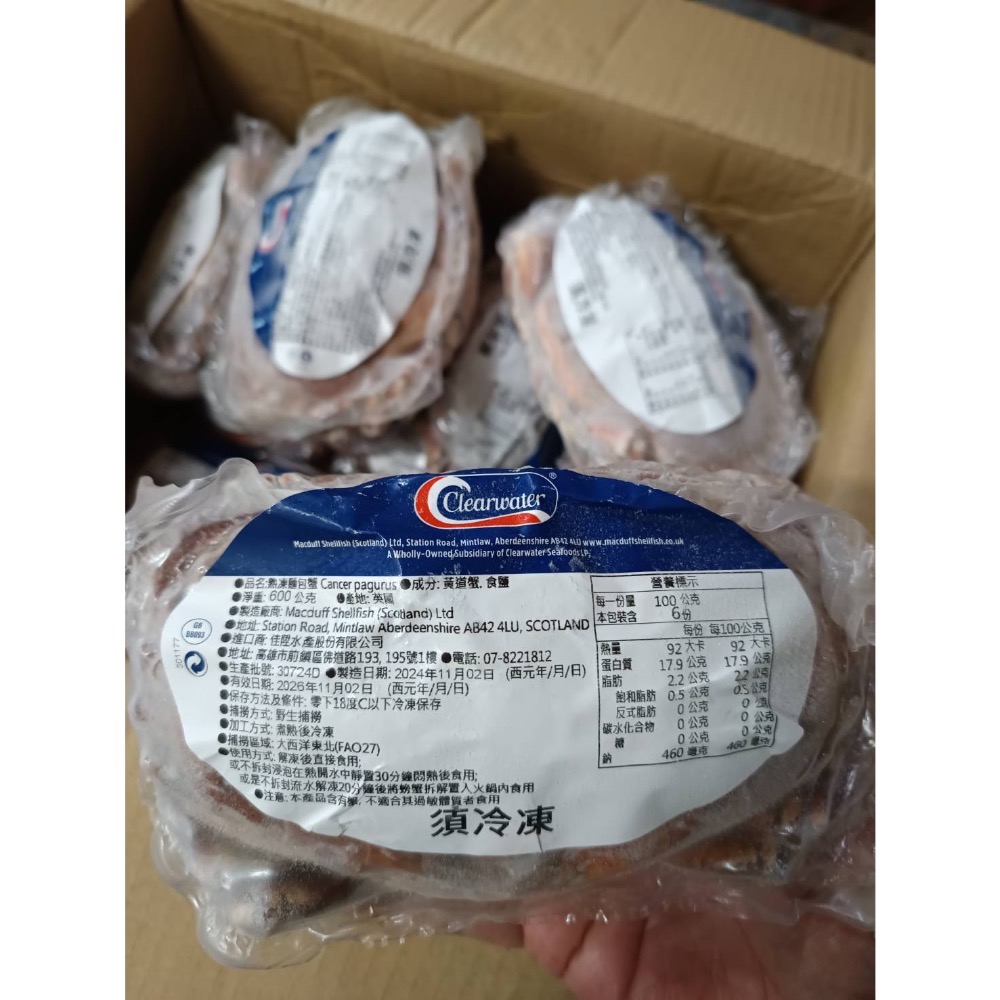 Clearwater®
Macduff Shellfish (Scotland) Ltd, Station Road, Mintlaw, Aberdeenshire AB42 4LU www.macduffshellfish.co.uk
A Wholly-Owned Subsidiary of Clearwater Seafoods LP.
●品名:熟凍麵包蟹 Cancer pagurus ●成分: 黃道蟹, 食鹽
●淨重: 600 公克 ●產地: 英國
●製造廠商: Macduff Shellfish (Scotland) Ltd
●地址: Station Road, Mintlaw Aberdeenshire AB42 4LU, SCOTLAND
●進口商: 佳陞水產股份有限公司
●地址: 高雄市前鎮區佛道路193, 195號1樓 ●電話: 07-8221812
●生產批號: 30724D ●製造日期: 2024年11月02日 (西元年/月/日)
●有效日期: 2026年11月02日 (西元年/月/日)
●保存方法及條件: 零下18度C以下冷凍保存
●捕撈方式: 野生捕撈
●加工方式: 煮熟後冷凍
●捕撈區域: 大西洋東北(FAO27)
●使用方式: 解凍後直接食用;
或不拆封浸泡在熱開水中靜置30分鐘悶熟後食用;
或是不拆封流水解凍20分鐘後將螃蟹拆解置入火鍋內食用
●注意: 本產品含有蟹, 不適合其過敏體質者食用
須冷凍
營養標示
每一份量 100 公克
本包裝含 6份
每份 每100公克
熱量 92 大卡 92 大卡
蛋白質 17.9 公克 17.9 公克
脂肪 2.2 公克 2.2 公克
飽和脂肪 0.5 公克 0.5 公克
反式脂肪 0 公克 0 公克
碳水化合物 0 公克 0 公克
糖 0 公克 0 公克
鈉 460 毫克 460 毫克
GB
BB093